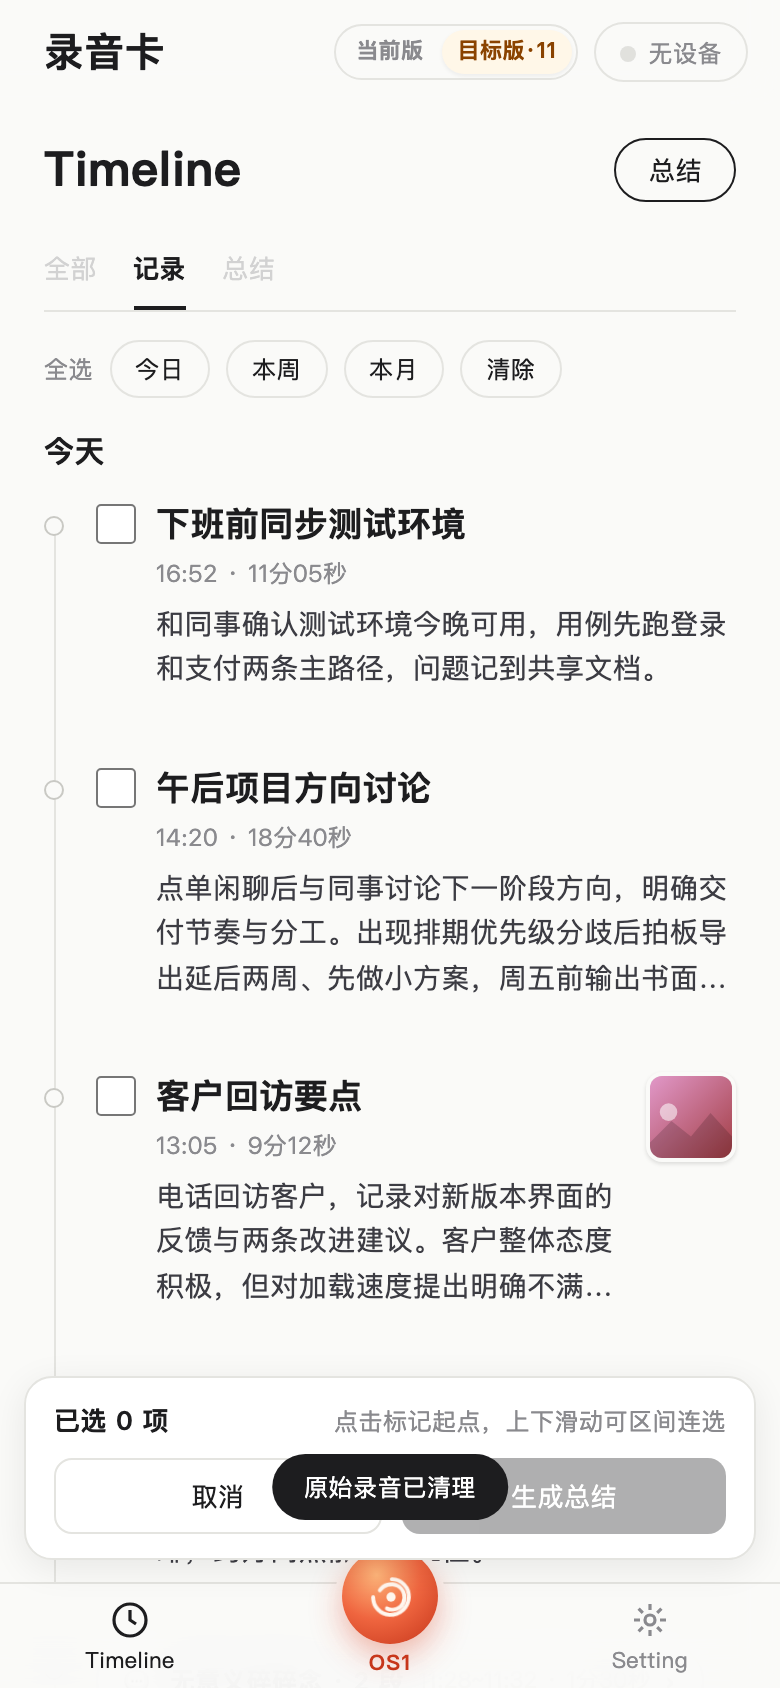 录音卡
当前版 目标版·11 无设备
Timeline 总结
全部 记录 总结
全选 今日 本周 本月 清除
今天
下班前同步测试环境
16:52 · 11分05秒
和同事确认测试环境今晚可用，用例先跑登录
和支付两条主路径，问题记到共享文档。
午后项目方向讨论
14:20 · 18分40秒
点单闲聊后与同事讨论下一阶段方向，明确交
付节奏与分工。出现排期优先级分歧后拍板导
出延后两周、先做小方案，周五前输出书面…
客户回访要点
13:05 · 9分12秒
电话回访客户，记录对新版本界面的
反馈与两条改进建议。客户整体态度
积极，但对加载速度提出明确不满…
已选 0 项 点击标记起点，上下滑动可区间连选
取消 原始录音已清理 生成总结
Timeline OS1 Setting